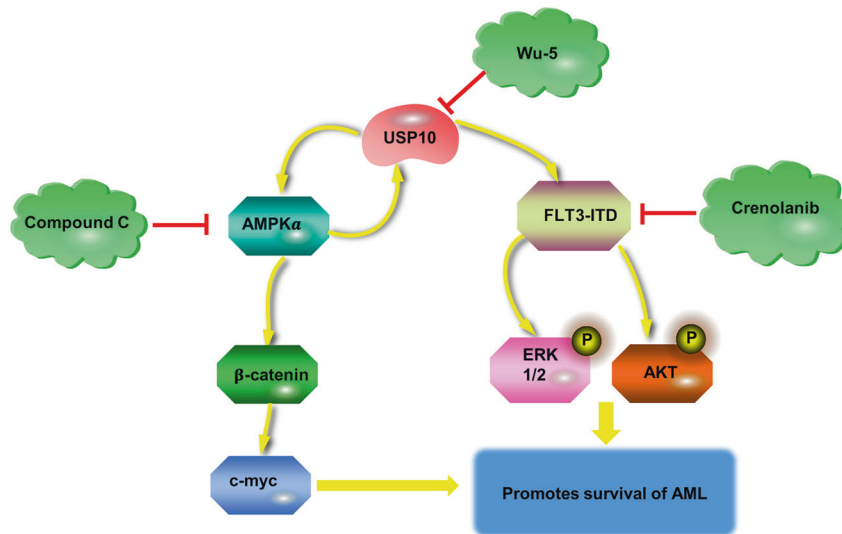 Wu-5
USP10
Compound C
AMPKα
FLT3-ITD
Crenolanib
P
P
ERK
1/2
AKT
β-catenin
c-myc
Promotes survival of AML